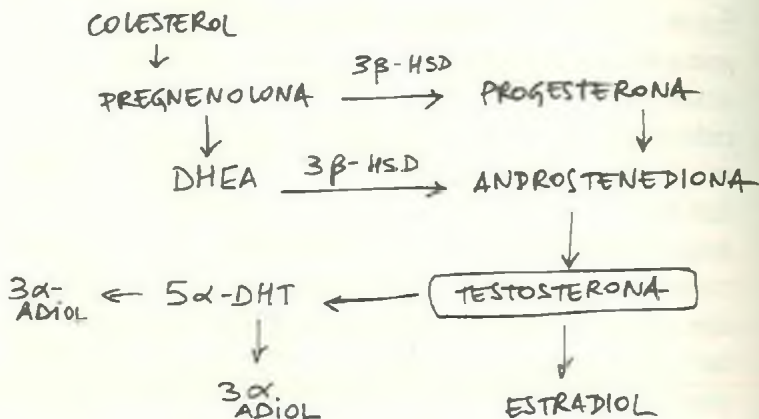 COLESTEROL
3β-HSD
PREGNENOLONA → PROGESTERONA
3β-HSD
DHEA → ANDROSTENEDIONA
3α-ADIOL ← 5α-DHT ← TESTOSTERONA
3α ADIOL
ESTRADIOL